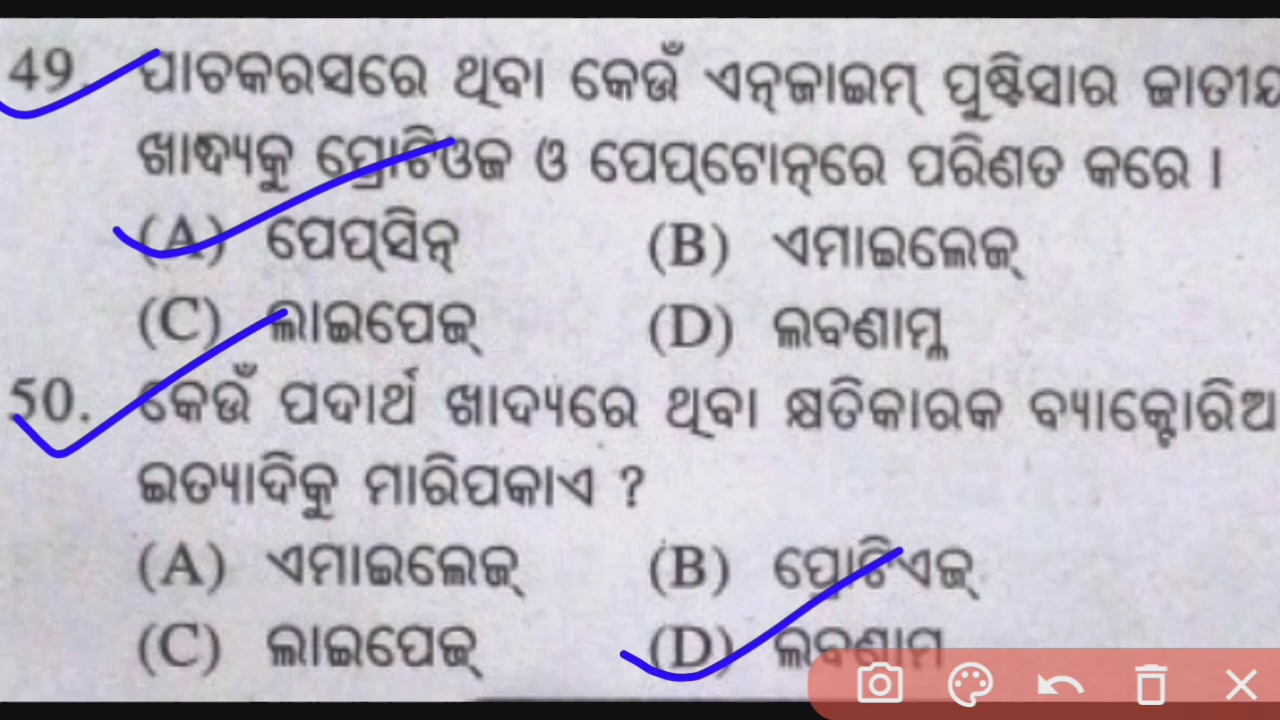 49. ପାଚକରସରେ ଥିବା କେଉଁ ଏନ୍‌ଜାଇମ୍ ପୁଷ୍ଟିସାର ଜାତୀୟ
ଖାଦ୍ୟକୁ ପ୍ରୋଟିଓଜ ଓ ପେପ୍‌ଟୋନ୍‌ରେ ପରିଣତ କରେ ।
(A) ପେପ୍‌ସିନ୍ (B) ଏମାଇଲେଜ୍
(C) ଲାଇପେଜ୍ (D) ଲବଣାମ୍ଳ
50. କେଉଁ ପଦାର୍ଥ ଖାଦ୍ୟରେ ଥିବା କ୍ଷତିକାରକ ବ୍ୟାକ୍ଟେରିଆ
ଇତ୍ୟାଦିକୁ ମାରିପକାଏ ?
(A) ଏମାଇଲେଜ୍ (B) ପ୍ରୋଟିଏଜ୍
(C) ଲାଇପେଜ୍ (D)